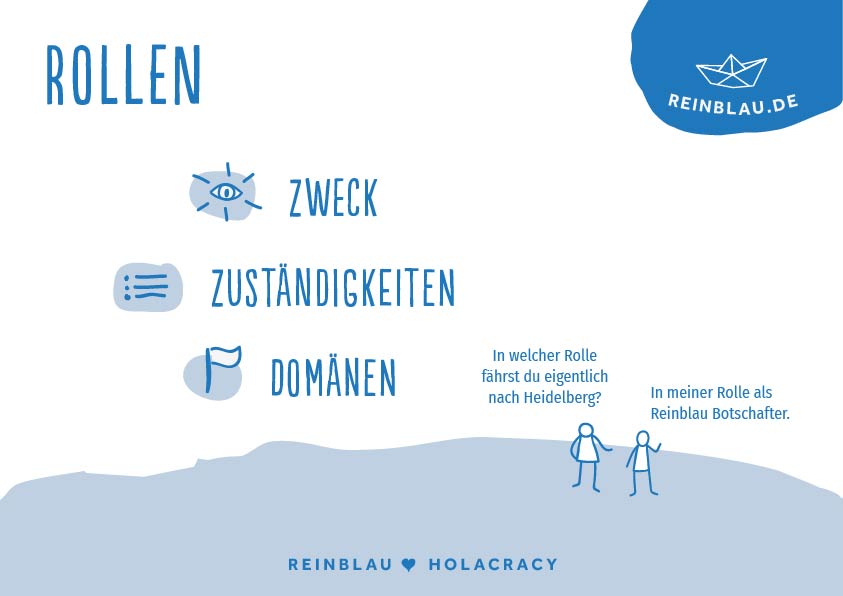 ROLLEN
REINBLAU.DE
ZWECK
ZUSTÄNDIGKEITEN
DOMÄNEN
In welcher Rolle
fährst du eigentlich
nach Heidelberg?
In meiner Rolle als
Reinblau Botschafter.
REINBLAU ♥ HOLACRACY